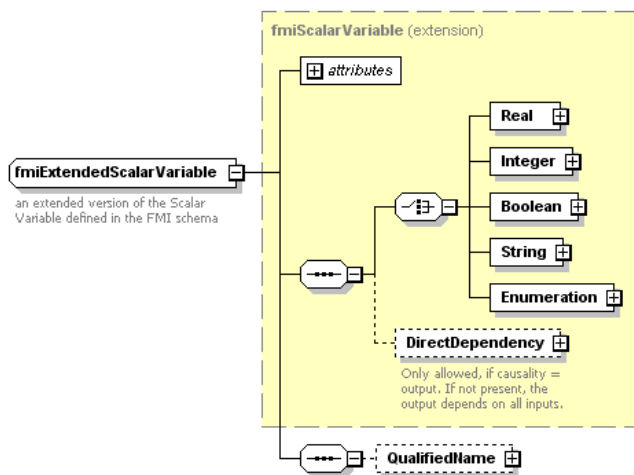 fmiScalarVariable (extension)
attributes
fmiExtendedScalarVariable
an extended version of the Scalar
Variable defined in the FMI schema
Real
Integer
Boolean
String
Enumeration
DirectDependency
Only allowed, if causality =
output. If not present, the
output depends on all inputs.
QualifiedName